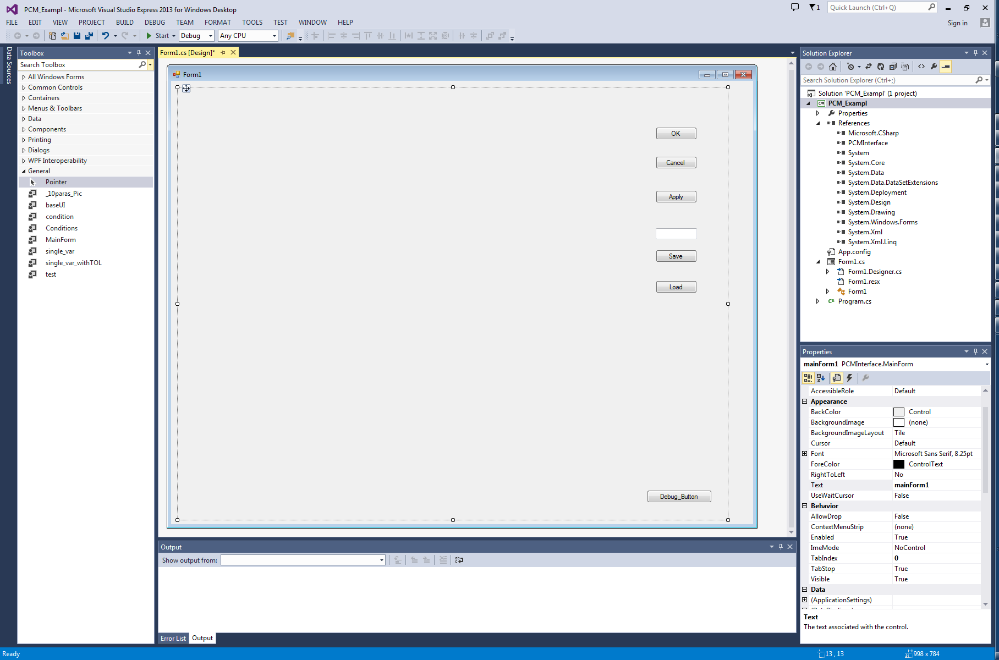 PCM_Exampl - Microsoft Visual Studio Express 2013 for Windows Desktop
1
Quick Launch (Ctrl+Q)
FILE EDIT VIEW PROJECT BUILD DEBUG TEAM FORMAT TOOLS TEST WINDOW HELP
Sign in
Start Debug Any CPU
Data Sources
Toolbox
Search Toolbox
All Windows Forms
Common Controls
Containers
Menus & Toolbars
Data
Components
Printing
Dialogs
WPF Interoperability
General
Pointer
_10paras_Pic
baseUI
condition
Conditions
MainForm
single_var
single_var_withTOL
test
Form1.cs [Design]*
Form1
OK
Cancel
Apply
Save
Load
Debug_Button
Output
Show output from:
Error List Output
Solution Explorer
Search Solution Explorer (Ctrl+;)
Solution 'PCM_Exampl' (1 project)
C# PCM_Exampl
Properties
References
Microsoft.CSharp
PCMInterface
System
System.Core
System.Data
System.Data.DataSetExtensions
System.Deployment
System.Design
System.Drawing
System.Windows.Forms
System.Xml
System.Xml.Linq
App.config
Form1.cs
Form1.Designer.cs
Form1.resx
Form1
C# Program.cs
Properties
mainForm1 PCMInterface.MainForm
AccessibleRole Default
Appearance
BackColor Control
BackgroundImage (none)
BackgroundImageLayout Tile
Cursor Default
Font Microsoft Sans Serif, 8.25pt
ForeColor ControlText
RightToLeft No
Text mainForm1
UseWaitCursor False
Behavior
AllowDrop False
ContextMenuStrip (none)
Enabled True
ImeMode NoControl
TabIndex 0
TabStop True
Visible True
Data
(ApplicationSettings)
Text
The text associated with the control.
Ready
13 , 13
998 x 784